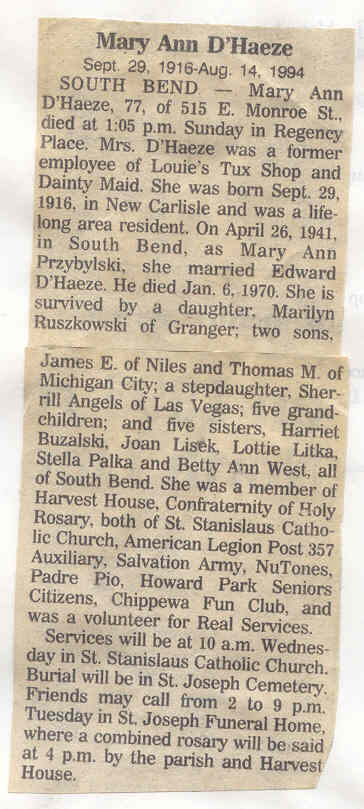 Mary Ann D'Haeze
Sept. 29, 1916-Aug. 14, 1994
SOUTH BEND — Mary Ann
D'Haeze, 77, of 515 E. Monroe St.,
died at 1:05 p.m. Sunday in Regency
Place. Mrs. D'Haeze was a former
employee of Louie's Tux Shop and
Dainty Maid. She was born Sept. 29,
1916, in New Carlisle and was a life-
long area resident. On April 26, 1941,
in South Bend, as Mary Ann
Przybylski, she married Edward
D'Haeze. He died Jan. 6, 1970. She is
survived by a daughter, Marilyn
Ruszkowski of Granger; two sons,
James E. of Niles and Thomas M. of
Michigan City; a stepdaughter, Sher-
rill Angels of Las Vegas; five grand-
children; and five sisters, Harriet
Buzalski, Joan Lisek, Lottie Litka,
Stella Palka and Betty Ann West, all
of South Bend. She was a member of
Harvest House, Confraternity of Holy
Rosary, both of St. Stanislaus Catho-
lic Church, American Legion Post 357
Auxiliary, Salvation Army, NuTones,
Padre Pio, Howard Park Seniors
Citizens, Chippewa Fun Club, and
was a volunteer for Real Services.
Services will be at 10 a.m. Wednes-
day in St. Stanislaus Catholic Church.
Burial will be in St. Joseph Cemetery.
Friends may call from 2 to 9 p.m.
Tuesday in St. Joseph Funeral Home,
where a combined rosary will be said
at 4 p.m. by the parish and Harvest
House.